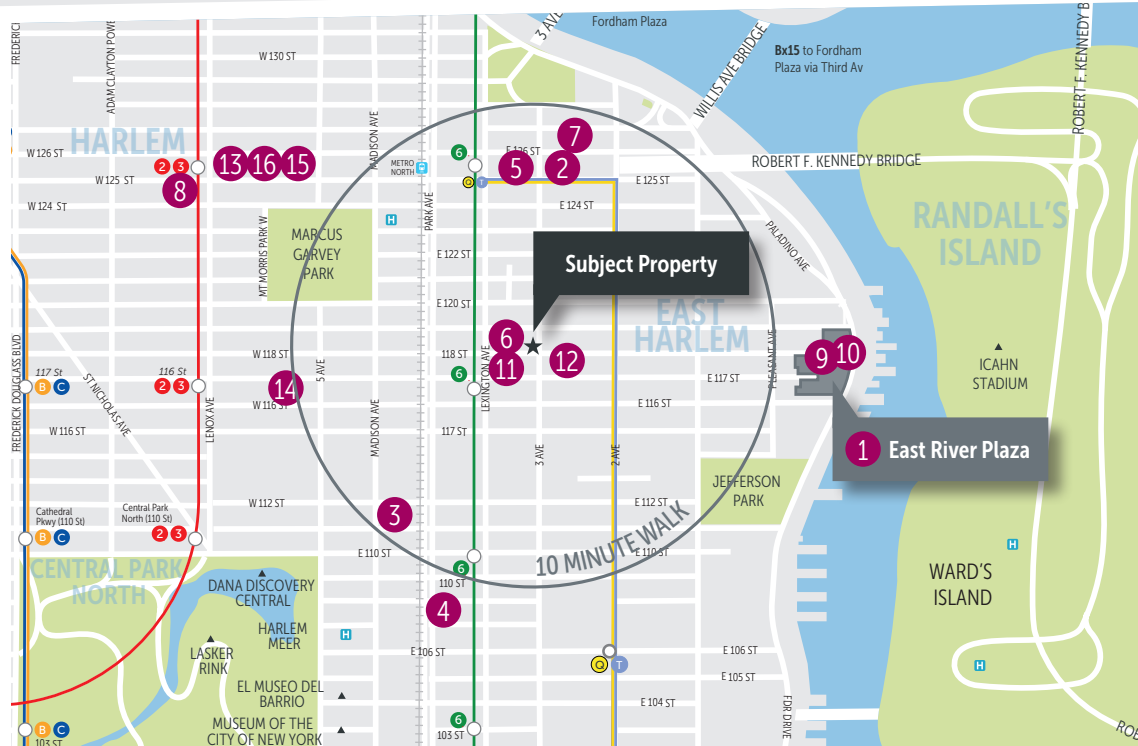 FREDERICK
ADAM CLAYTON POWE
3 AVE
Fordham Plaza
Bx15 to Fordham
Plaza via Third Av
WILLIS AVE BRIDGE
ROBERT F. KENNEDY B
W 130 ST
HARLEM
MADISON AVE
W 126 ST
2 3
13 16 15
8
W 125 ST
W 124 ST
METRO
NORTH
6
E 126 ST
7
5
2
ROBERT F. KENNEDY BRIDGE
Q T
E 125 ST
E 124 ST
H
PARK AVE
MT MORRIS PARK W
MARCUS
GARVEY
PARK
RANDALL'S
ISLAND
PALADINO AVE
E 122 ST
Subject Property
E 120 ST
EAST
HARLEM
FREDERICK DOUGLASS BLVD
117 St
B C
ST NICHOLAS AVE
116 St
2 3
LENOX AVE
W 118 ST
5 AVE
14
W 116 ST
W 116 ST
118 ST
6
LEXINGTON AVE
6
11
12
PLEASANT AVE
E 117 ST
E 116 ST
9
10
ICAHN
STADIUM
1 East River Plaza
MADISON AVE
117 ST
3 AVE
2 AVE
JEFFERSON
PARK
W 112 ST
E 112 ST
3
Cathedral
Pkwy (110 St)
B C
Central Park
North (110 St)
2 3
E 110 ST
E 110 ST
10 MINUTE WALK
6
110 ST
4
CENTRAL PARK
NORTH
DANA DISCOVERY
CENTRAL
HARLEM
MEER
H
LASKER
RINK
H
WARD'S
ISLAND
H
E 106 ST
E 106 ST
Q T
E 105 ST
E 104 ST
EL MUSEO DEL
BARRIO
MUSEUM OF THE
CITY OF NEW YORK
B C
103 ST
6
103 ST
FDR DRIVE
ROB